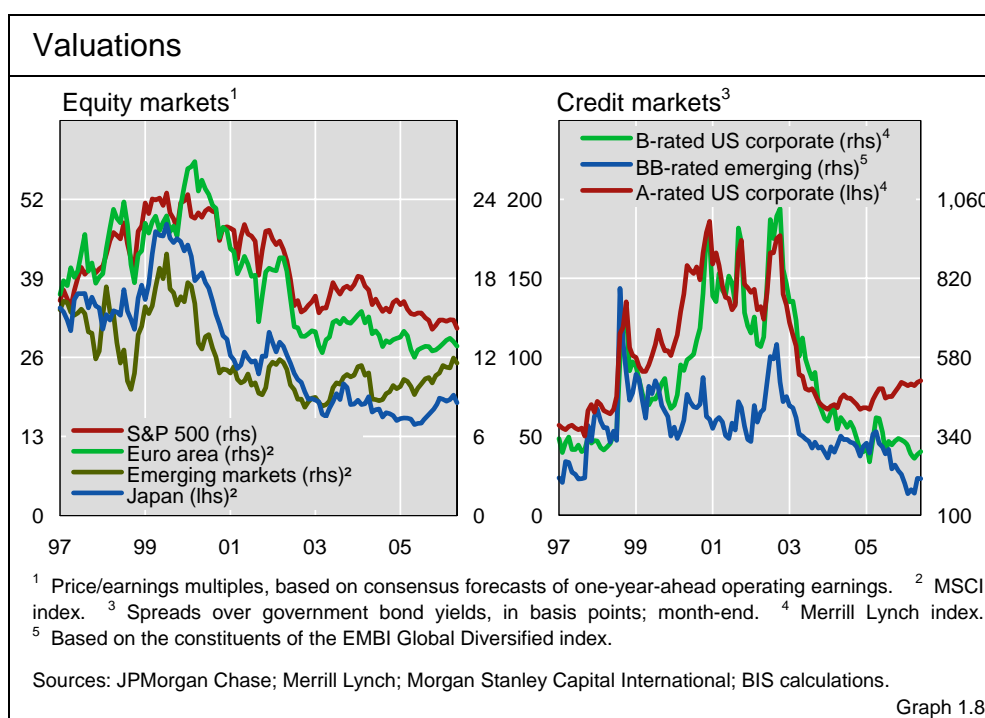 Valuations
Equity markets¹
52
39
26
13
0
24
18
12
6
0
S&P 500 (rhs)
Euro area (rhs)²
Emerging markets (rhs)²
Japan (lhs)²
97 99 01 03 05
Credit markets³
B-rated US corporate (rhs)⁴
BB-rated emerging (rhs)⁵
A-rated US corporate (lhs)⁴
200
150
100
50
0
1,060
820
580
340
100
97 99 01 03 05
¹ Price/earnings multiples, based on consensus forecasts of one-year-ahead operating earnings. ² MSCI
index. ³ Spreads over government bond yields, in basis points; month-end. ⁴ Merrill Lynch index.
⁵ Based on the constituents of the EMBI Global Diversified index.
Sources: JPMorgan Chase; Merrill Lynch; Morgan Stanley Capital International; BIS calculations.
Graph 1.8